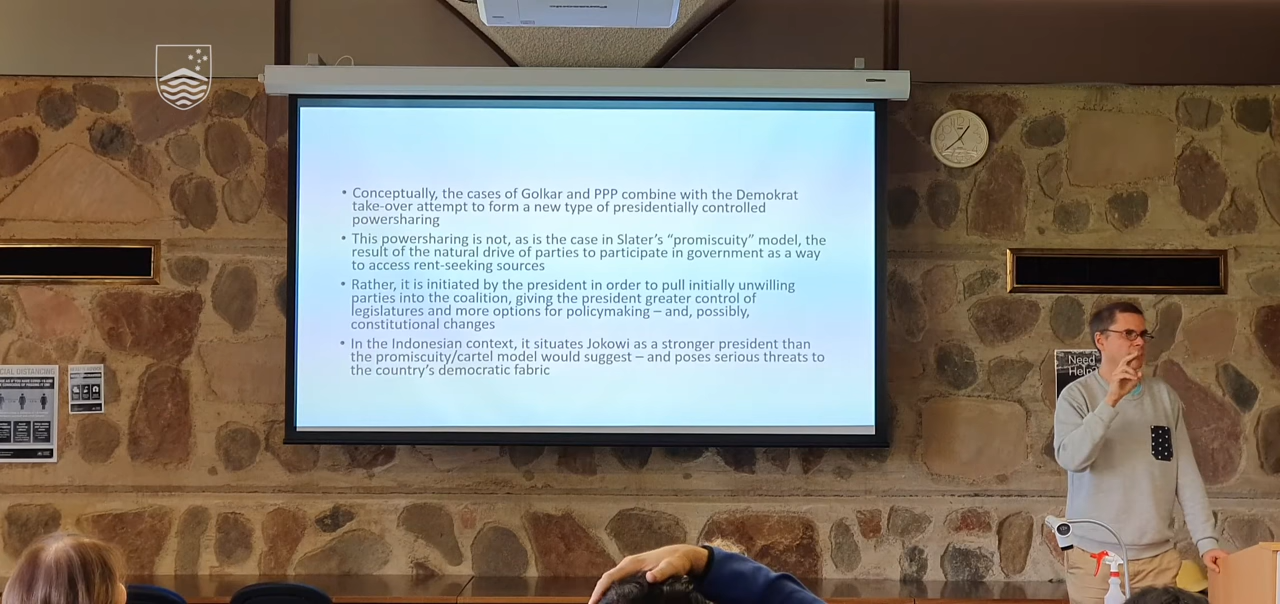 • Conceptually, the cases of Golkar and PPP combine with the Demokrat
take-over attempt to form a new type of presidentially controlled
powersharing
• This powersharing is not, as is the case in Slater's "promiscuity" model, the
result of the natural drive of parties to participate in government as a way
to access rent-seeking sources
• Rather, it is initiated by the president in order to pull initially unwilling
parties into the coalition, giving the president greater control of
legislatures and more options for policymaking – and, possibly,
constitutional changes
• In the Indonesian context, it situates Jokowi as a stronger president than
the promiscuity/cartel model would suggest – and poses serious threats to
the country's democratic fabric
Need
Help?
CIAL DISTANCING